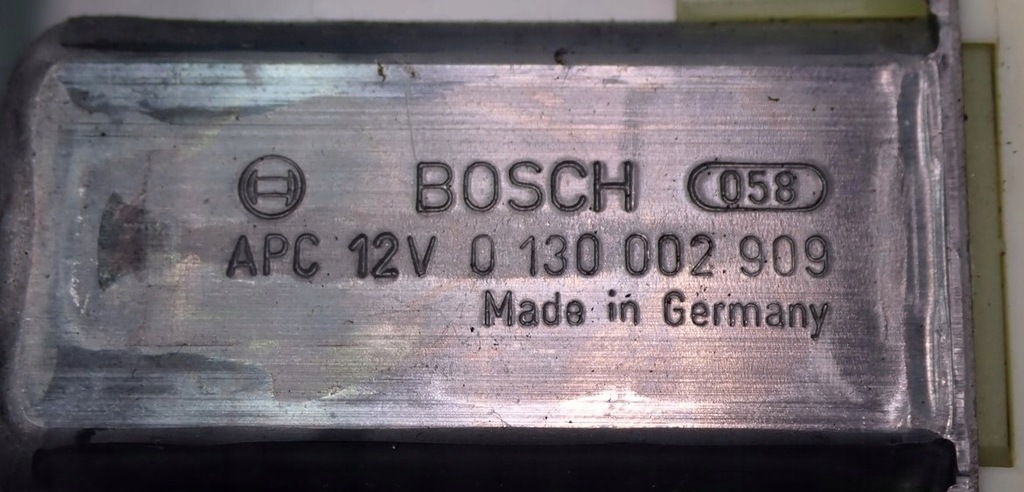 BOSCH 058
APC 12V 0 130 002 909
Made in Germany